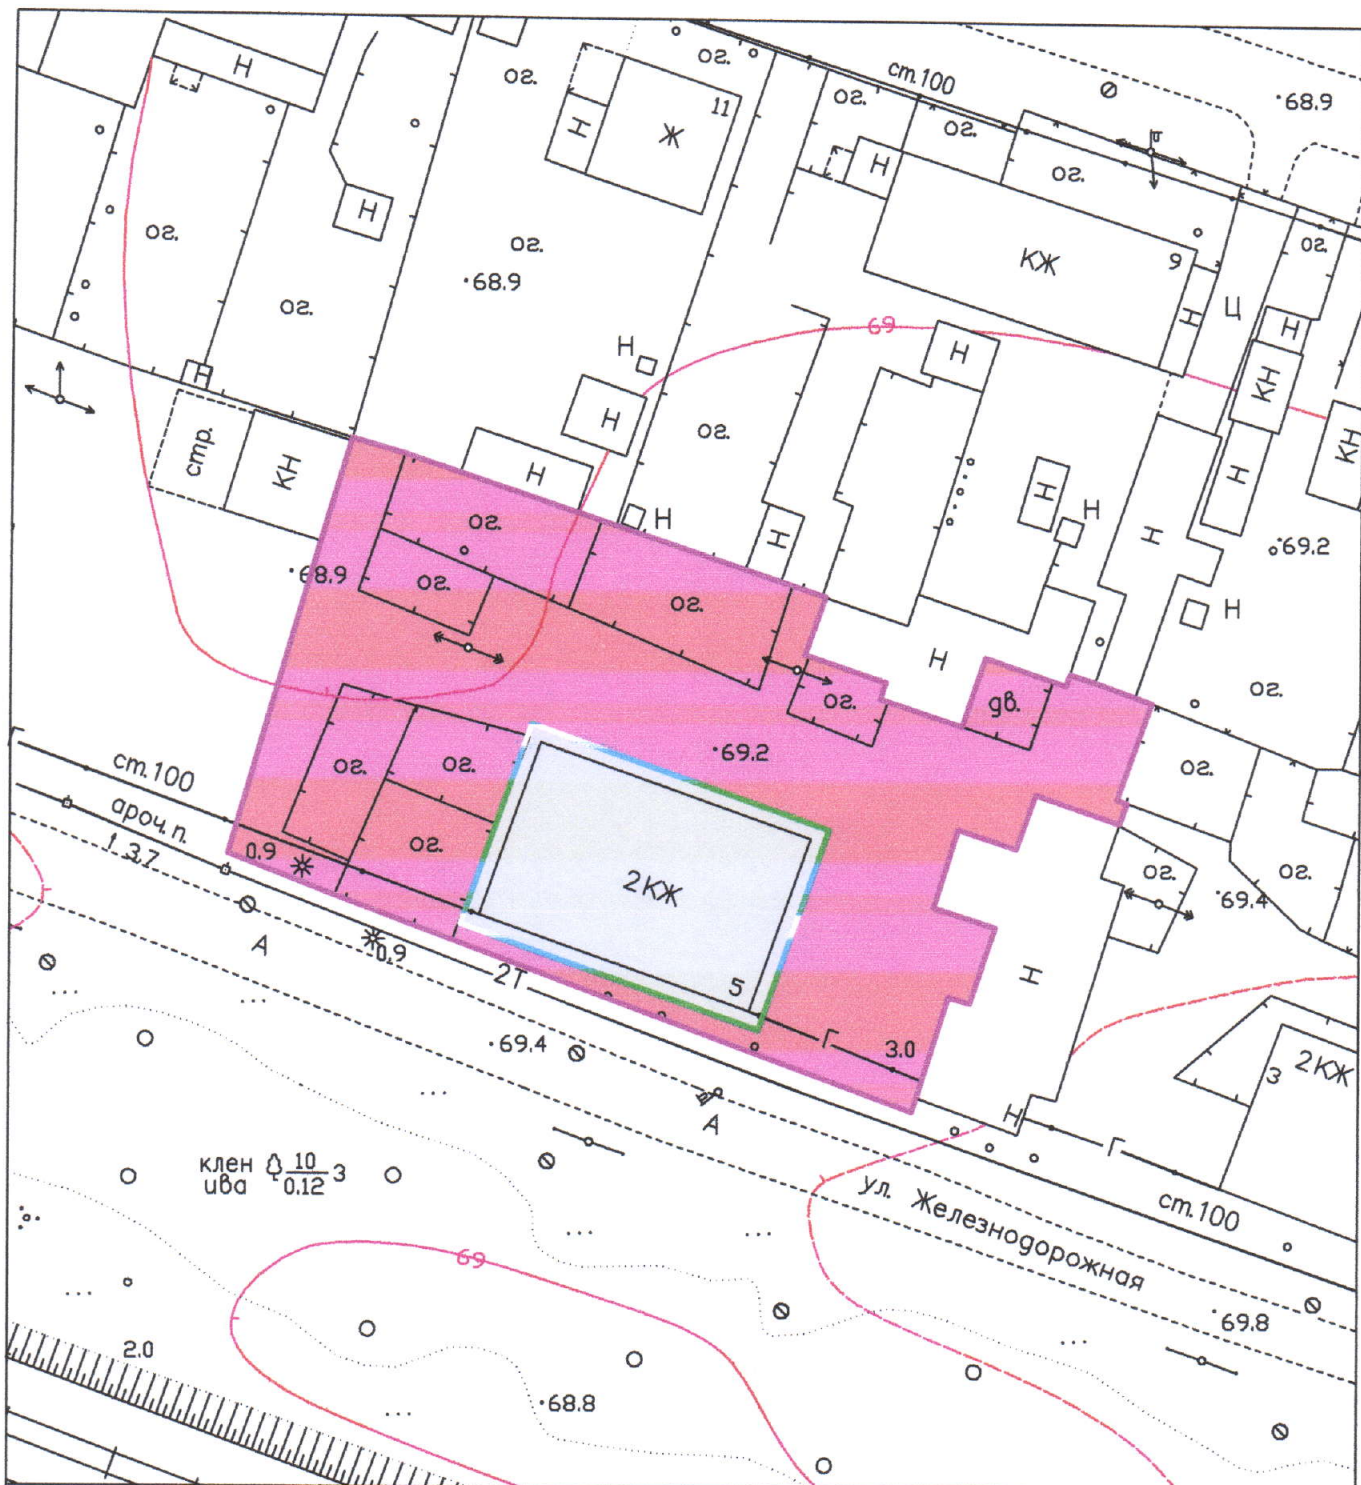 Н
ог.
ог.
ст.100
68.9
11
Ж
Н
ог.
ог.
ог.
Н
ог.
Н
ог.
68.9
КЖ
9
ог.
Н
Ц
Н
ог.
69
Н
Н
КН
Н
Н
ог.
КН
стр.
КН
Н
Н
Н
Н
Н
Н
Н
69.2
ог.
68.9
ог.
ог.
Н
Н
ог.
дв.
ог.
ст.100
ог.
ог.
69.2
ог.
ароч.п.
3.7
0.9
ог.
2КЖ
ог.
ог.
69.4
А
0.9
2Т
5
Н
69.4
Г
3.0
2КЖ
3
А
Н
Г
клен 10 3
ива 0.12
ул. Железнодорожная
ст.100
69
69.8
2.0
68.8